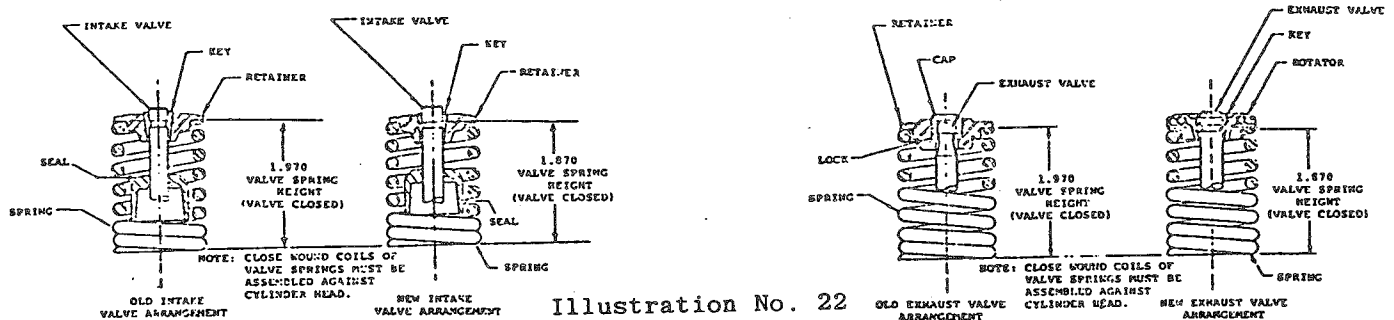 INTAKE VALVE
KEY
RETAINER
SEAL
SPRING
1.970
VALVE SPRING
HEIGHT
(VALVE CLOSED)
OLD INTAKE
VALVE ARRANGEMENT
INTAKE VALVE
KEY
RETAINER
1.870
VALVE SPRING
HEIGHT
(VALVE CLOSED)
SEAL
SPRING
NOTE: CLOSE WOUND COILS OF
VALVE SPRINGS MUST BE
ASSEMBLED AGAINST
CYLINDER HEAD.
NEW INTAKE
VALVE ARRANGEMENT
Illustration No. 22
RETAINER
CAP
EXHAUST VALVE
LOCK
SPRING
1.970
VALVE SPRING
HEIGHT
(VALVE CLOSED)
OLD EXHAUST VALVE
ARRANGEMENT
NOTE: CLOSE WOUND COILS OF
VALVE SPRINGS MUST BE
ASSEMBLED AGAINST
CYLINDER HEAD.
EXHAUST VALVE
KEY
ROTATOR
1.870
VALVE SPRING
HEIGHT
(VALVE CLOSED)
SPRING
NEW EXHAUST VALVE
ARRANGEMENT